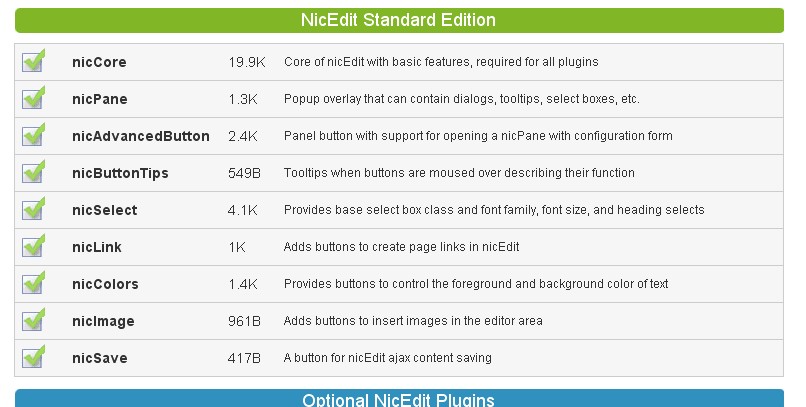 NicEdit Standard Edition
nicCore 19.9K Core of nicEdit with basic features, required for all plugins
nicPane 1.3K Popup overlay that can contain dialogs, tooltips, select boxes, etc.
nicAdvancedButton 2.4K Panel button with support for opening a nicPane with configuration form
nicButtonTips 549B Tooltips when buttons are moused over describing their function
nicSelect 4.1K Provides base select box class and font family, font size, and heading selects
nicLink 1K Adds buttons to create page links in nicEdit
nicColors 1.4K Provides buttons to control the foreground and background color of text
nicImage 961B Adds buttons to insert images in the editor area
nicSave 417B A button for nicEdit ajax content saving
Optional NicEdit Plugins